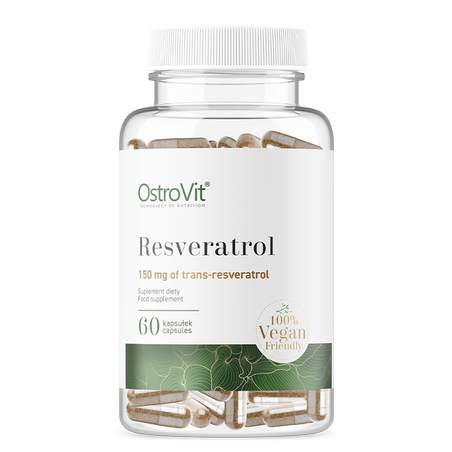 OstroVit®
TECHNOLOGY OF NUTRITION
Resveratrol
150 mg of trans-resveratrol
Suplement diety
Food supplement
60 kapsułek
capsules
100%
Vegan
Friendly